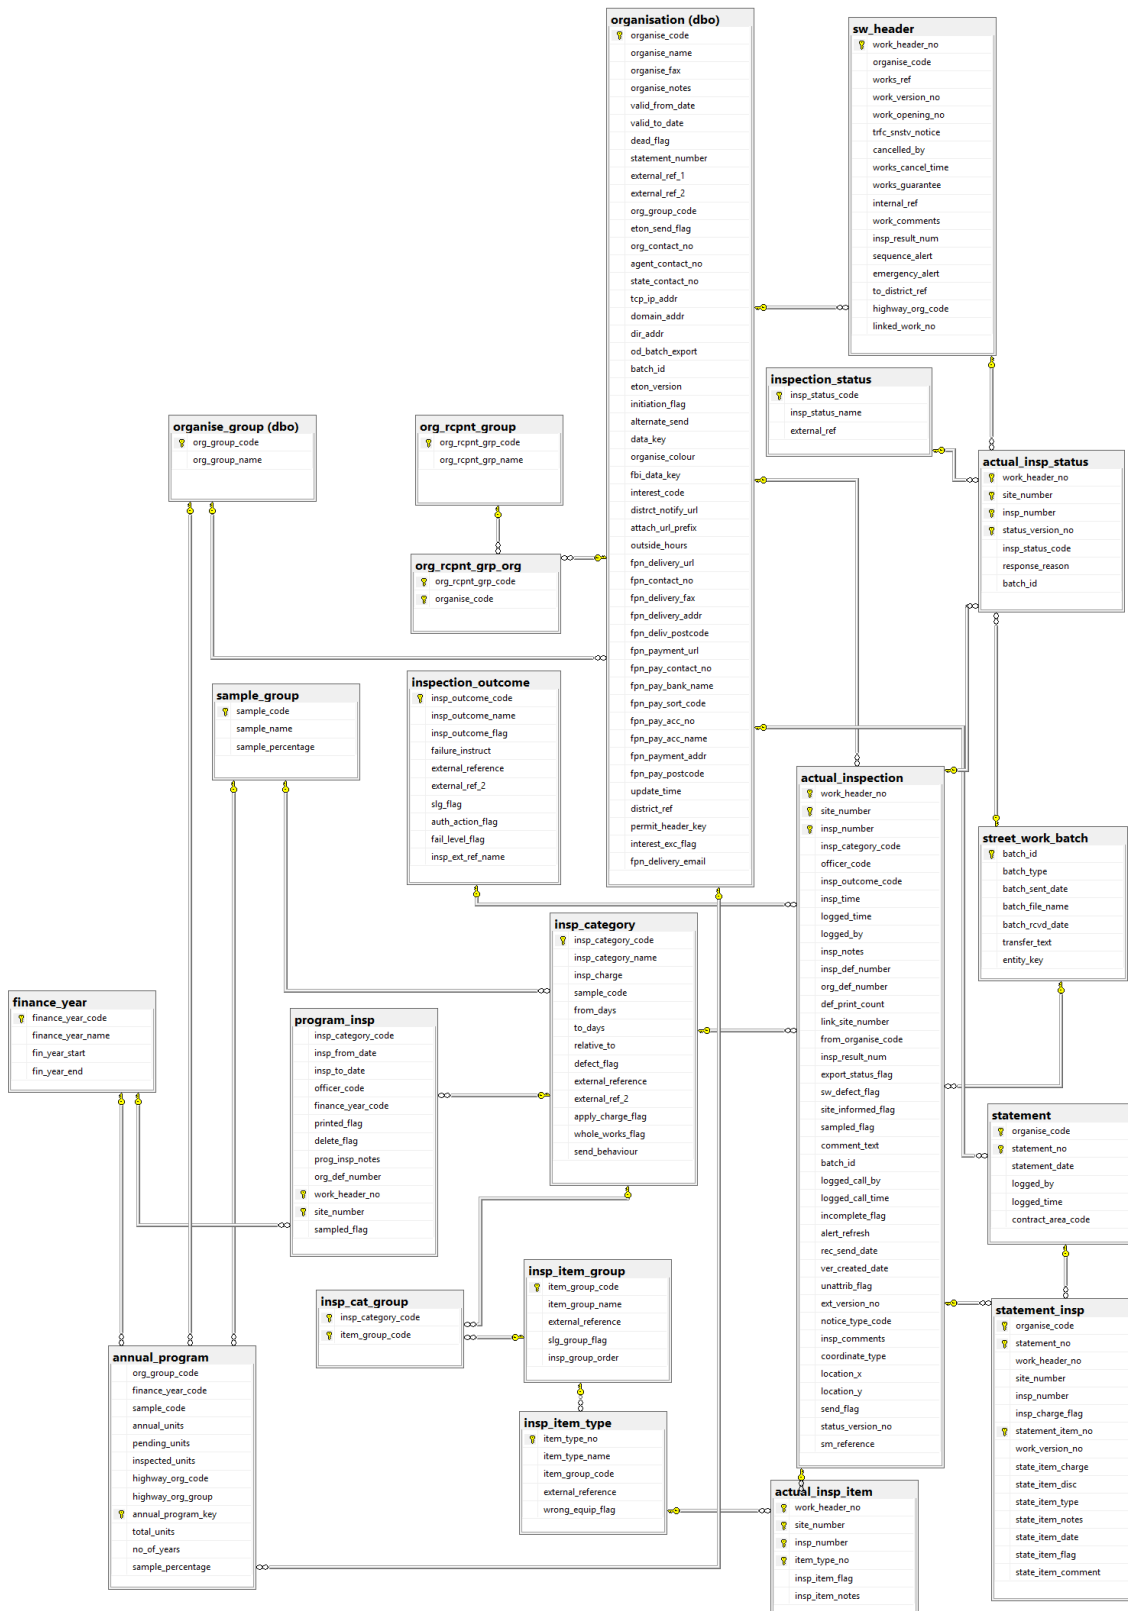 organisation (dbo)
organise_code
organise_name
organise_fax
organise_notes
valid_from_date
valid_to_date
dead_flag
statement_number
external_ref_1
external_ref_2
org_group_code
eton_send_flag
org_contact_no
agent_contact_no
state_contact_no
tcp_ip_addr
domain_addr
dir_addr
od_batch_export
batch_id
eton_version
initiation_flag
alternate_send
data_key
organise_colour
fbi_data_key
interest_code
distrct_notify_url
attach_url_prefix
outside_hours
fpn_delivery_url
fpn_contact_no
fpn_delivery_fax
fpn_delivery_addr
fpn_deliv_postcode
fpn_payment_url
fpn_pay_contact_no
fpn_pay_bank_name
fpn_pay_sort_code
fpn_pay_acc_no
fpn_pay_acc_name
fpn_payment_addr
fpn_pay_postcode
update_time
district_ref
permit_header_key
interest_exc_flag
fpn_delivery_email
sw_header
work_header_no
organise_code
works_ref
work_version_no
work_opening_no
trfc_snstv_notice
cancelled_by
works_cancel_time
works_guarantee
internal_ref
work_comments
insp_result_num
sequence_alert
emergency_alert
to_district_ref
highway_org_code
linked_work_no
inspection_status
insp_status_code
insp_status_name
external_ref
organise_group (dbo)
org_group_code
org_group_name
org_rcpnt_group
org_rcpnt_grp_code
org_rcpnt_grp_name
actual_insp_status
work_header_no
site_number
insp_number
status_version_no
insp_status_code
response_reason
batch_id
org_rcpnt_grp_org
org_rcpnt_grp_code
organise_code
inspection_outcome
insp_outcome_code
insp_outcome_name
insp_outcome_flag
failure_instruct
external_reference
external_ref_2
slg_flag
auth_action_flag
fail_level_flag
insp_ext_ref_name
sample_group
sample_code
sample_name
sample_percentage
actual_inspection
work_header_no
site_number
insp_number
insp_category_code
officer_code
insp_outcome_code
insp_time
logged_time
logged_by
insp_notes
insp_def_number
org_def_number
def_print_count
link_site_number
from_organise_code
insp_result_num
export_status_flag
sw_defect_flag
site_informed_flag
sampled_flag
comment_text
batch_id
logged_call_by
logged_call_time
incomplete_flag
alert_refresh
rec_send_date
ver_created_date
unattrib_flag
ext_version_no
notice_type_code
insp_comments
coordinate_type
location_x
location_y
send_flag
status_version_no
sm_reference
street_work_batch
batch_id
batch_type
batch_sent_date
batch_file_name
batch_rcvd_date
transfer_text
entity_key
insp_category
insp_category_code
insp_category_name
insp_charge
sample_code
from_days
to_days
relative_to
defect_flag
external_reference
external_ref_2
apply_charge_flag
whole_works_flag
send_behaviour
finance_year
finance_year_code
finance_year_name
fin_year_start
fin_year_end
program_insp
insp_category_code
insp_from_date
insp_to_date
officer_code
finance_year_code
printed_flag
delete_flag
prog_insp_notes
org_def_number
work_header_no
site_number
sampled_flag
statement
organise_code
statement_no
statement_date
logged_by
logged_time
contract_area_code
insp_item_group
item_group_code
item_group_name
external_reference
slg_group_flag
insp_group_order
insp_cat_group
insp_category_code
item_group_code
statement_insp
organise_code
statement_no
work_header_no
site_number
insp_number
insp_charge_flag
statement_item_no
work_version_no
state_item_charge
state_item_disc
state_item_type
state_item_notes
state_item_date
state_item_flag
state_item_comment
annual_program
org_group_code
finance_year_code
sample_code
annual_units
pending_units
inspected_units
highway_org_code
highway_org_group
annual_program_key
total_units
no_of_years
sample_percentage
insp_item_type
item_type_no
item_type_name
item_group_code
external_reference
wrong_equip_flag
actual_insp_item
work_header_no
site_number
insp_number
item_type_no
insp_item_flag
insp_item_notes